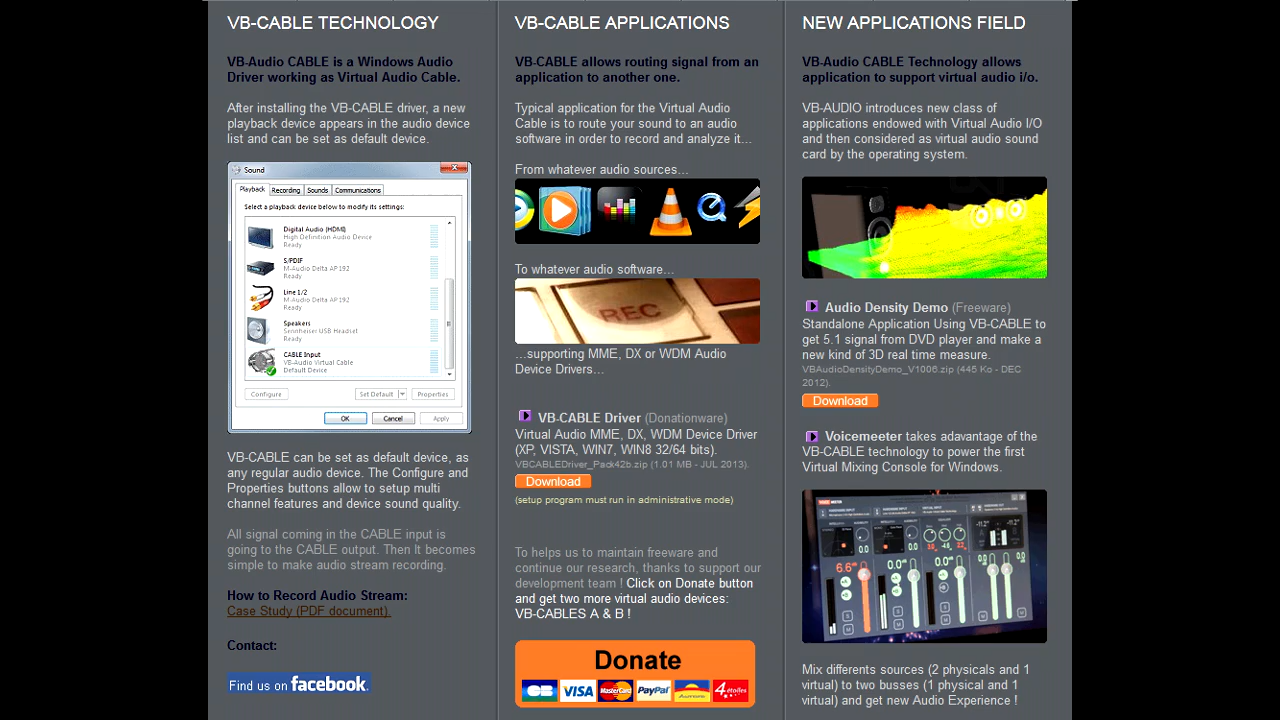 VB-CABLE TECHNOLOGY
VB-Audio CABLE is a Windows Audio
Driver working as Virtual Audio Cable.
After installing the VB-CABLE driver, a new
playback device appears in the audio device
list and can be set as default device.
Sound
Playback Recording Sounds Communications
Select a playback device below to modify its settings:
Digital Audio (HDMI)
High Definition Audio Device
Ready
S/PDIF
M-Audio Delta AP192
Ready
Line 1/2
M-Audio Delta AP192
Ready
Speakers
Sennheiser USB Headset
Ready
CABLE Input
VB-Audio Virtual Cable
Default Device
Configure Set Default Properties
OK Cancel Apply
VB-CABLE can be set as default device, as
any regular audio device. The Configure and
Properties buttons allow to setup multi
channel features and device sound quality.
All signal coming in the CABLE input is
going to the CABLE output. Then It becomes
simple to make audio stream recording.
How to Record Audio Stream:
Case Study (PDF document).
Contact:
Find us on facebook.
VB-CABLE APPLICATIONS
VB-CABLE allows routing signal from an
application to another one.
Typical application for the Virtual Audio
Cable is to route your sound to an audio
software in order to record and analyze it...
From whatever audio sources...
To whatever audio software...
REC
...supporting MME, DX or WDM Audio
Device Drivers...
VB-CABLE Driver (Donationware)
Virtual Audio MME, DX, WDM Device Driver
(XP, VISTA, WIN7, WIN8 32/64 bits).
VBCABLEDriver_Pack42b.zip (1.01 MB - JUL 2013).
Download
(setup program must run in administrative mode)
To helps us to maintain freeware and
continue our research, thanks to support our
development team ! Click on Donate button
and get two more virtual audio devices:
VB-CABLES A & B !
Donate
CB VISA MasterCard PayPal 4 étoiles
NEW APPLICATIONS FIELD
VB-Audio CABLE Technology allows
application to support virtual audio i/o.
VB-AUDIO introduces new class of
applications endowed with Virtual Audio I/O
and then considered as virtual audio sound
card by the operating system.
Audio Density Demo (Freeware)
Standalone Application Using VB-CABLE to
get 5.1 signal from DVD player and make a
new kind of 3D real time measure.
VBAudioDensityDemo_V1006.zip (445 Ko - DEC
2012).
Download
Voicemeeter takes adavantage of the
VB-CABLE technology to power the first
Virtual Mixing Console for Windows.
Mix differents sources (2 physicals and 1
virtual) to two busses (1 physical and 1
virtual) and get new Audio Experience !